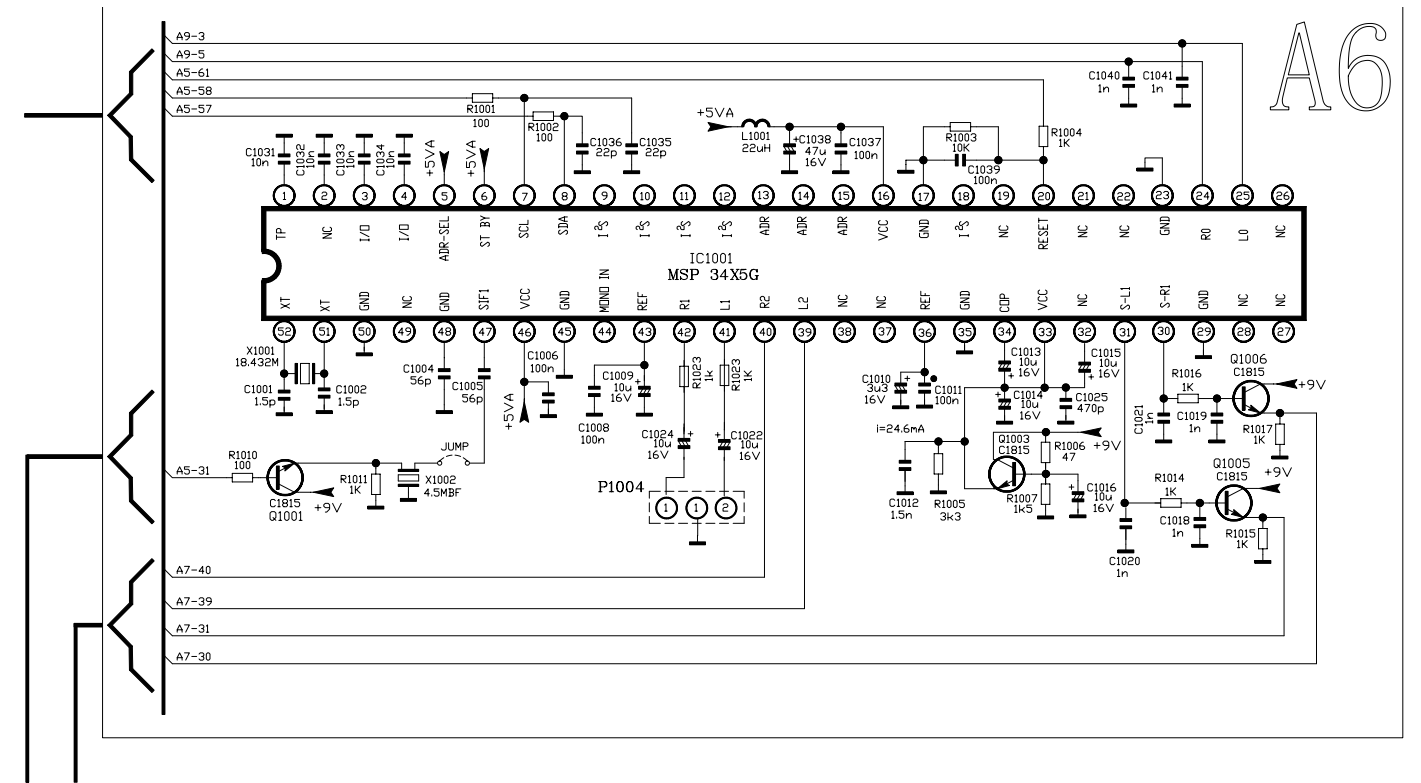 A6
A9-3
A9-5
A5-61
A5-58
A5-57
R1001
100
R1002
100
C1036
22p
C1035
22p
+5VA
L1001
22uH
+
C1038
47u
16V
C1037
100n
R1003
10K
C1039
100n
R1004
1K
C1040
1n
C1041
1n
C1031
10n
C1032
10n
C1033
10n
C1034
10n
+5VA
+5VA
1 2 3 4 5 6 7 8 9 10 11 12 13 14 15 16 17 18 19 20 21 22 23 24 25 26
TP NC I/O I/O ADR-SEL ST BY SCL SDA I²S I²S I²S I²S ADR ADR ADR VCC GND I²S NC RESET NC NC GND RO LO NC
IC1001
MSP 34X5G
XT XT GND NC GND SIF1 VCC GND MONO IN REF R1 L1 R2 L2 NC NC REF GND COP VCC NC S-L1 S-R1 GND NC NC
52 51 50 49 48 47 46 45 44 43 42 41 40 39 38 37 36 35 34 33 32 31 30 29 28 27
X1001
18.432M
C1001
1.5p
C1002
1.5p
C1004
56p
C1005
56p
C1006
100n
+5VA
C1009
10u
16V
+
C1008
100n
R1023
1k
R1023
1K
C1024
10u
16V
+
C1022
10u
16V
+
P1004
1 1 2
C1010
3u3
16V
+
C1011
100n
C1013
10u
16V
+
C1014
10u
16V
+
C1015
10u
16V
+
C1025
470p
i=24.6mA
C1012
1.5n
R1005
3k3
Q1003
C1815
R1006
47
+9V
R1007
1k5
C1016
10u
16V
+
R1016
1K
C1021
1n
C1019
1n
Q1006
C1815
+9V
R1017
1K
R1014
1K
C1018
1n
C1020
1n
Q1005
C1815
+9V
R1015
1K
A5-31
R1010
100
C1815
Q1001
+9V
R1011
1K
X1002
4.5MBF
JUMP
A7-40
A7-39
A7-31
A7-30